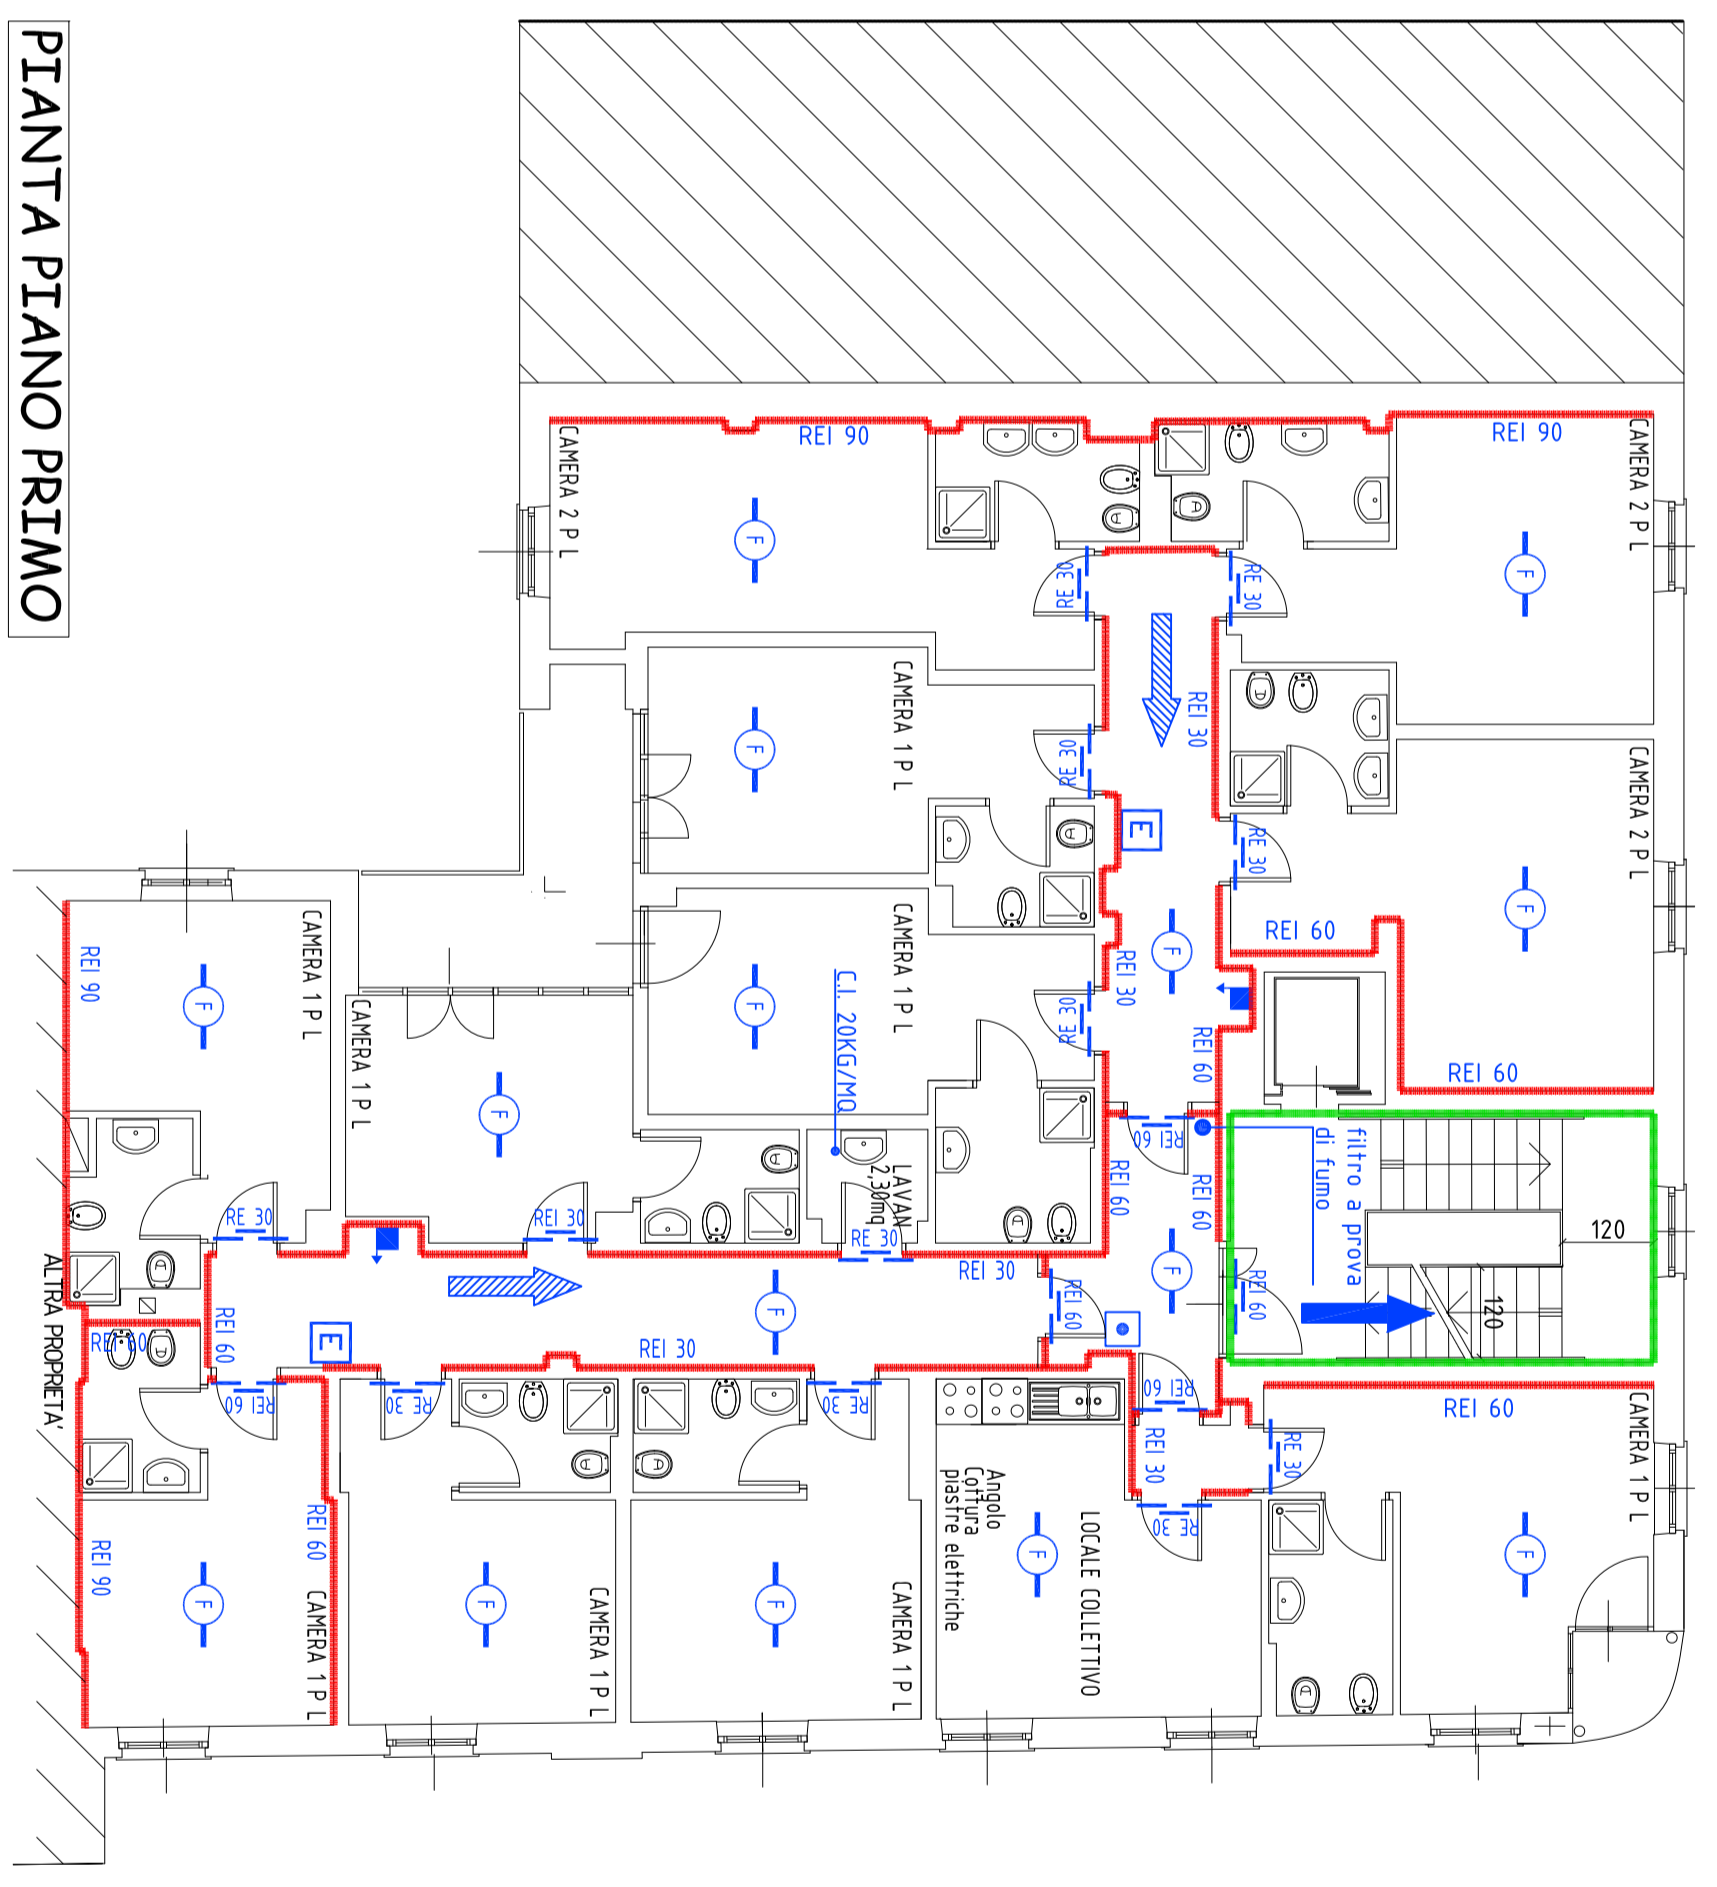 PIANTA PIANO PRIMO
CAMERA 2 P L
REI 90
F
RE 30
CAMERA 2 P L
REI 90
F
RE 30
REI 30
CAMERA 1 P L
F
RE 30
E
CAMERA 2 P L
F
RE 30
REI 60
REI 60
CAMERA 1 P L
F
RE 30
REI 30
F
REI 60
C.I. 20KG/MQ
LAVAN
2,30mq
RE 30
REI 60
REI 60
REI 60
filtro a prova
di fumo
120
120
REI 60
F
CAMERA 1 P L
REI 90
F
RE 30
CAMERA 1 P L
F
REI 30
REI 30
REI 60
F
REI 30
E
REI 60
REI 60
ALTRA PROPRIETA'
REI 60
REI 60
REI 90
F
CAMERA 1 P L
RE 30
F
CAMERA 1 P L
RE 30
F
CAMERA 1 P L
Angolo
Cottura
piastre elettriche
F
LOCALE COLLETTIVO
REI 60
REI 30
RE 30
RE 30
REI 60
CAMERA 1 P L
F